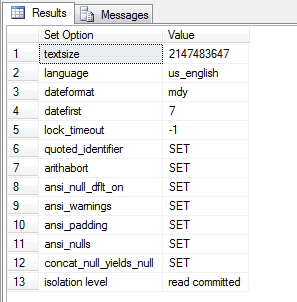 Results Messages
Set Option Value
1 textsize 2147483647
2 language us_english
3 dateformat mdy
4 datefirst 7
5 lock_timeout -1
6 quoted_identifier SET
7 arithabort SET
8 ansi_null_dflt_on SET
9 ansi_warnings SET
10 ansi_padding SET
11 ansi_nulls SET
12 concat_null_yields_null SET
13 isolation level read committed